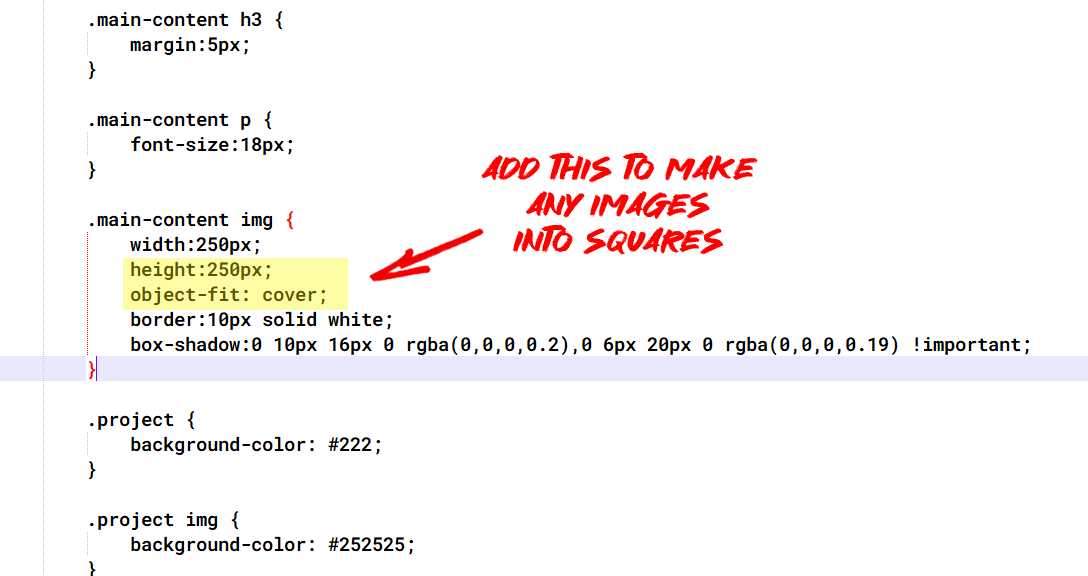 .main-content h3 {
margin:5px;
}
.main-content p {
font-size:18px;
}
ADD THIS TO MAKE
ANY IMAGES
INTO SQUARES
.main-content img {
width:250px;
height:250px;
object-fit: cover;
border:10px solid white;
box-shadow:0 10px 16px 0 rgba(0,0,0,0.2),0 6px 20px 0 rgba(0,0,0,0.19) !important;
}
.project {
background-color: #222;
}
.project img {
background-color: #252525;
}